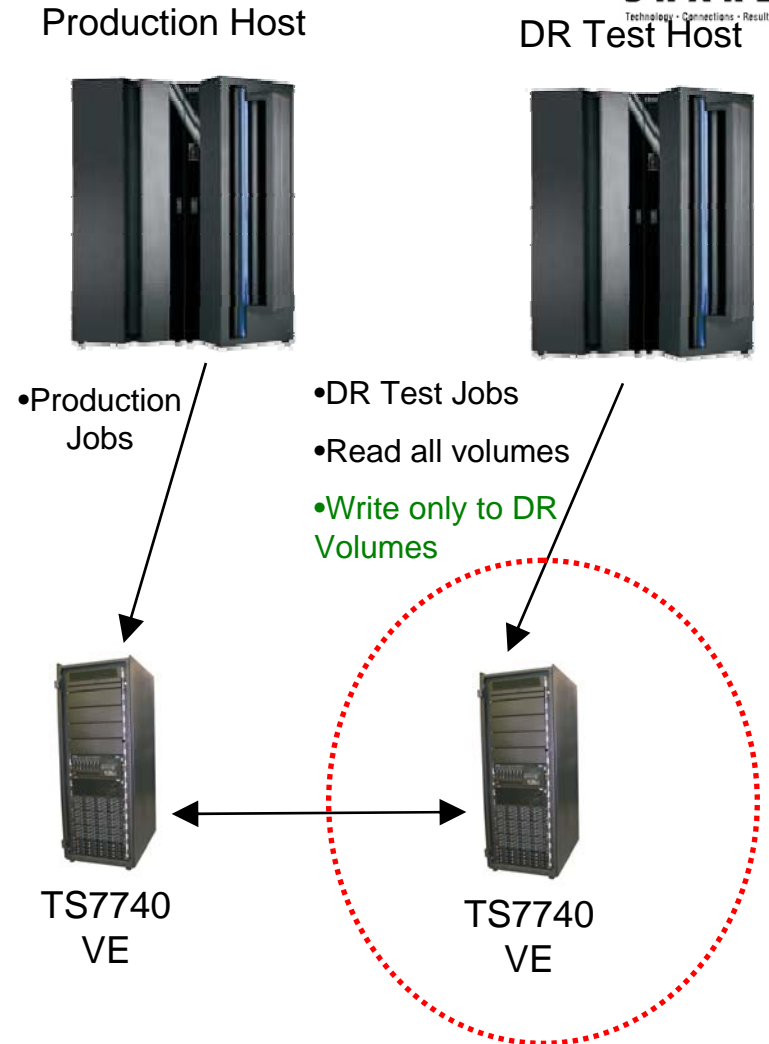 Production Host
Technology · Connections · Result
DR Test Host
•Production
Jobs
•DR Test Jobs
•Read all volumes
•Write only to DR
Volumes
TS7740
VE
TS7740
VE